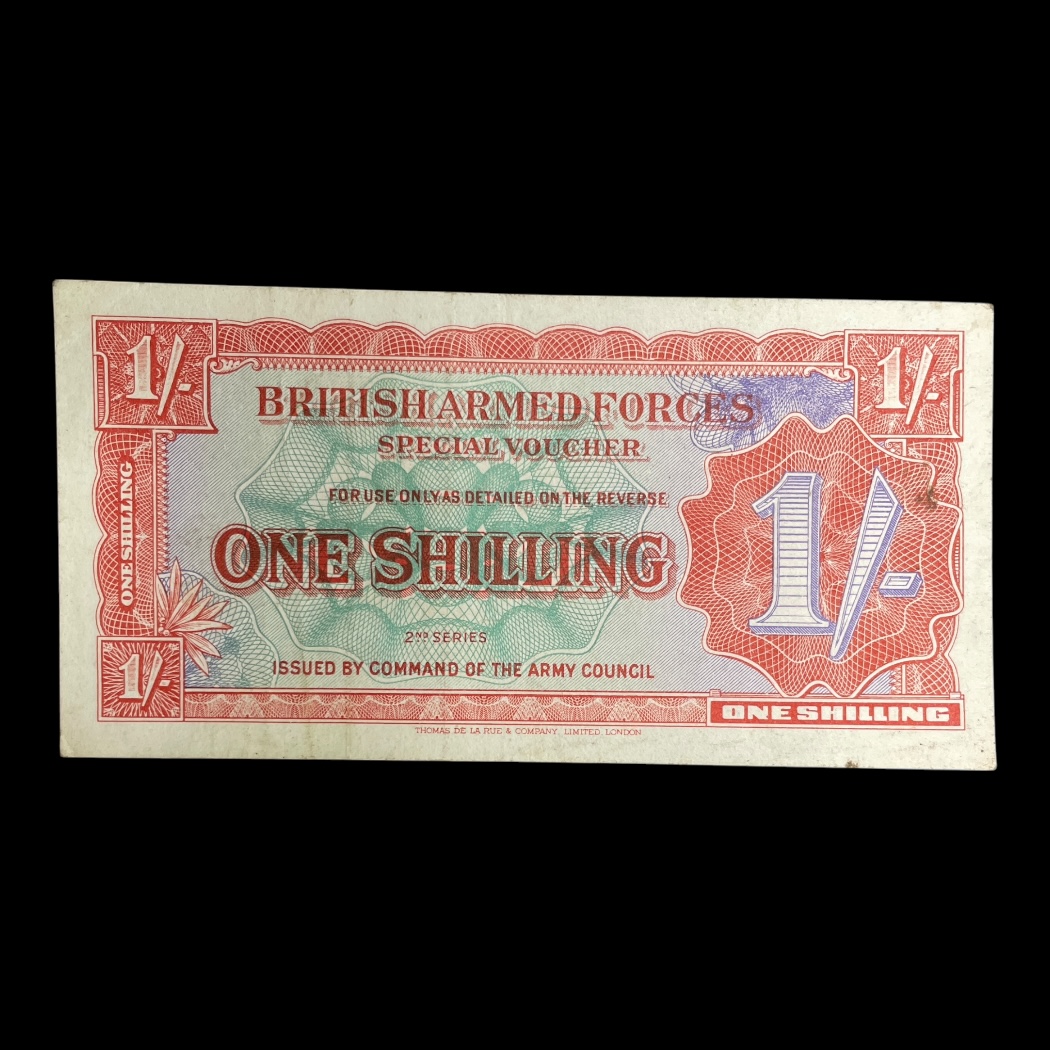 1/-
1/-
BRITISH ARMED FORCES
SPECIAL VOUCHER
FOR USE ONLY AS DETAILED ON THE REVERSE
ONE SHILLING
1/-
ONE SHILLING
2ND SERIES
ISSUED BY COMMAND OF THE ARMY COUNCIL
1/-
ONE SHILLING
THOMAS DE LA RUE & COMPANY, LIMITED, LONDON